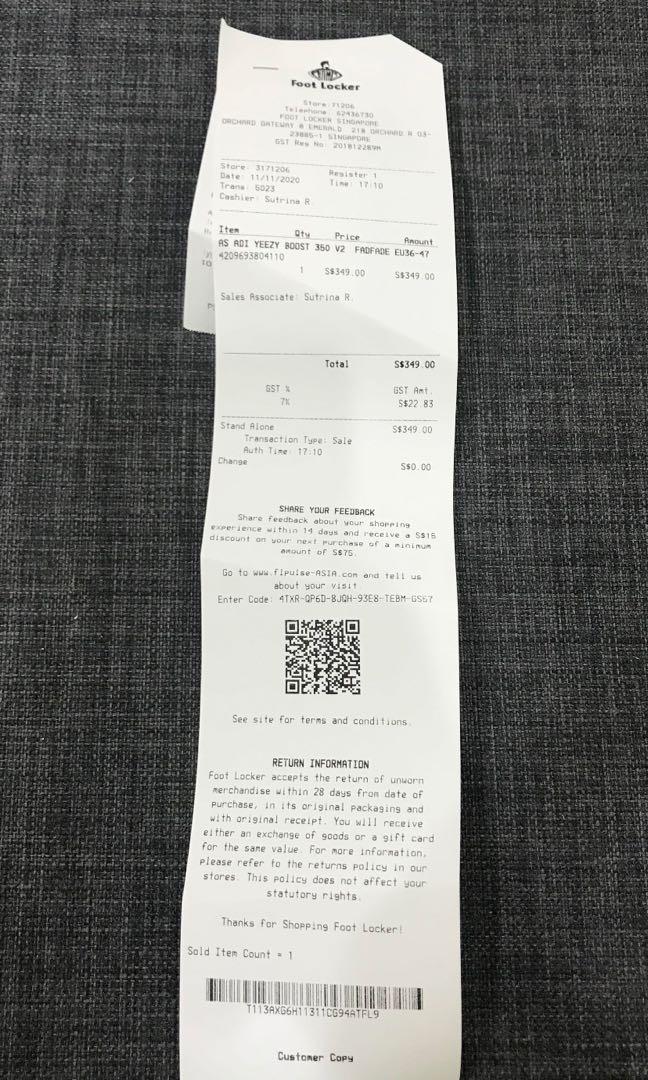 Foot Locker
Store: 71206
Telephone: 62436730
FOOT LOCKER SINGAPORE
ORCHARD GATEWAY @ EMERALD 218 ORCHARD R 03-
238851 SINGAPORE
GST Reg No: 201812289M
Store: 3171206 Register 1
Date: 11/11/2020 Time: 17:10
Trans: 5023
Cashier: Sutrina R.
Item Qty Price Amount
AS ADI YEEZY BOOST 350 V2 FADFADE EU36-47
4209693804110
1 S$349.00 S$349.00
Sales Associate: Sutrina R.
Total S$349.00
GST % GST Amt.
7% S$22.83
Stand Alone S$349.00
Transaction Type: Sale
Auth Time: 17:10
Change S$0.00
SHARE YOUR FEEDBACK
Share feedback about your shopping
experience within 14 days and receive a S$15
discount on your next purchase of a minimum
amount of S$75.
Go to www.flpulse-ASIA.com and tell us
about your visit
Enter Code: 4TXR-QP6D-8JQH-93E8-TEBM-GS67
See site for terms and conditions.
RETURN INFORMATION
Foot Locker accepts the return of unworn
merchandise within 28 days from date of
purchase, in its original packaging and
with original receipt. You will receive
either an exchange of goods or a gift card
for the same value. For more information,
please refer to the returns policy in our
stores. This policy does not affect your
statutory rights.
Thanks for Shopping Foot Locker!
Sold Item Count = 1
T113AXG6H11311CG94ATFL9
Customer Copy